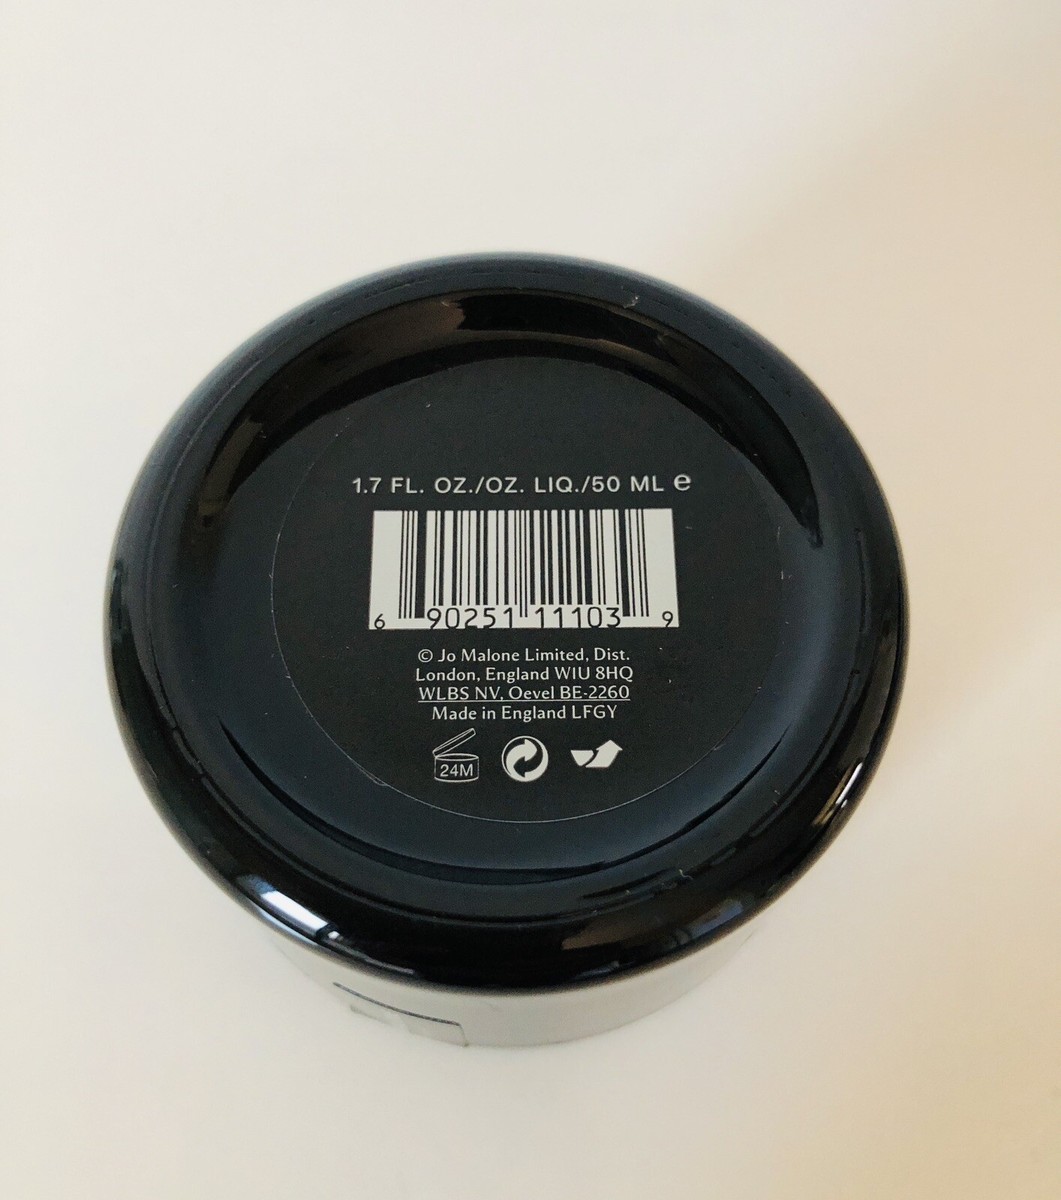 1.7 FL. OZ./OZ. LIQ./50 ML e
6 90251 11103 9
© Jo Malone Limited, Dist.
London, England WIU 8HQ
WLBS NV, Oevel BE-2260
Made in England LFGY
24M